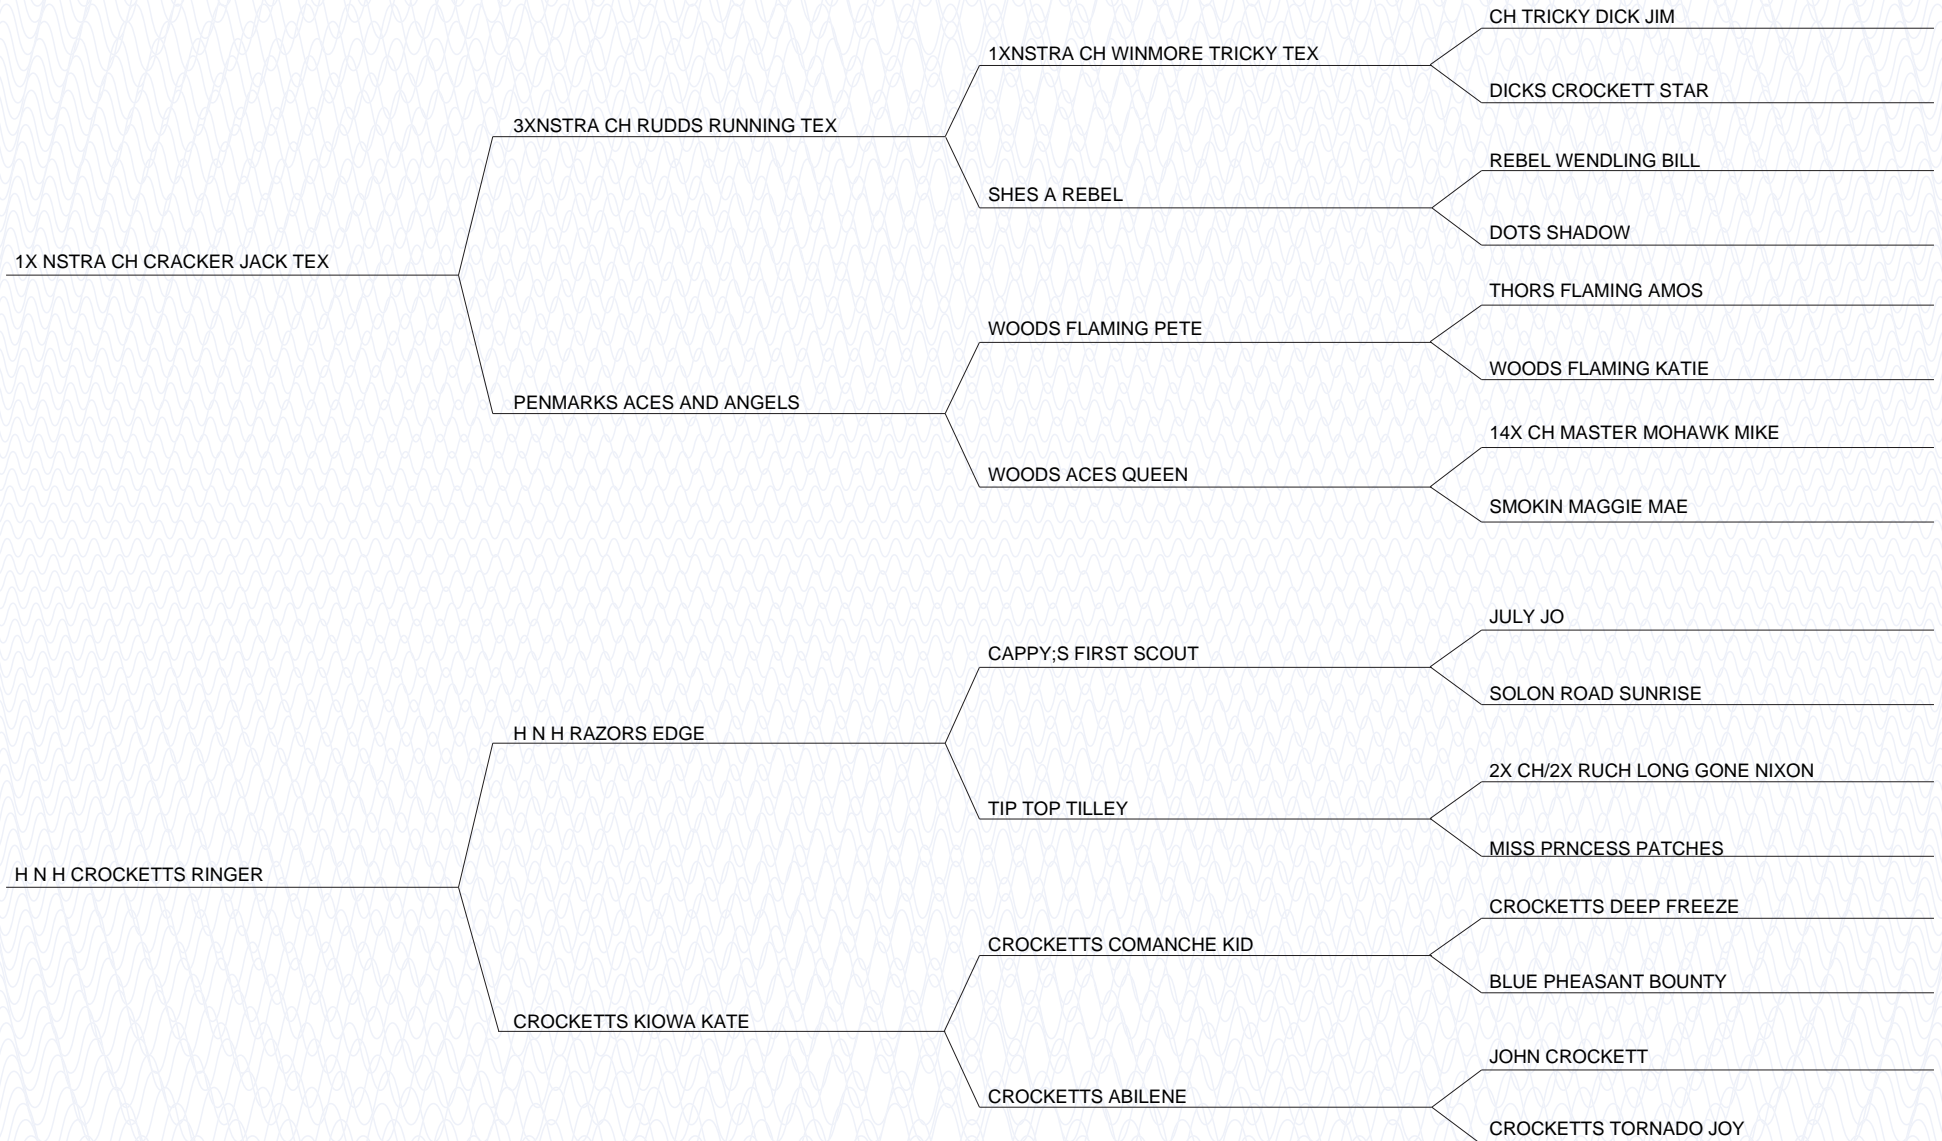 CH TRICKY DICK JIM
1XNSTRA CH WINMORE TRICKY TEX
DICKS CROCKETT STAR
3XNSTRA CH RUDDS RUNNING TEX
REBEL WENDLING BILL
SHES A REBEL
DOTS SHADOW
1X NSTRA CH CRACKER JACK TEX
THORS FLAMING AMOS
WOODS FLAMING PETE
WOODS FLAMING KATIE
PENMARKS ACES AND ANGELS
14X CH MASTER MOHAWK MIKE
WOODS ACES QUEEN
SMOKIN MAGGIE MAE
JULY JO
CAPPY;S FIRST SCOUT
SOLON ROAD SUNRISE
H N H RAZORS EDGE
2X CH/2X RUCH LONG GONE NIXON
TIP TOP TILLEY
MISS PRNCESS PATCHES
H N H CROCKETTS RINGER
CROCKETTS DEEP FREEZE
CROCKETTS COMANCHE KID
BLUE PHEASANT BOUNTY
CROCKETTS KIOWA KATE
JOHN CROCKETT
CROCKETTS ABILENE
CROCKETTS TORNADO JOY